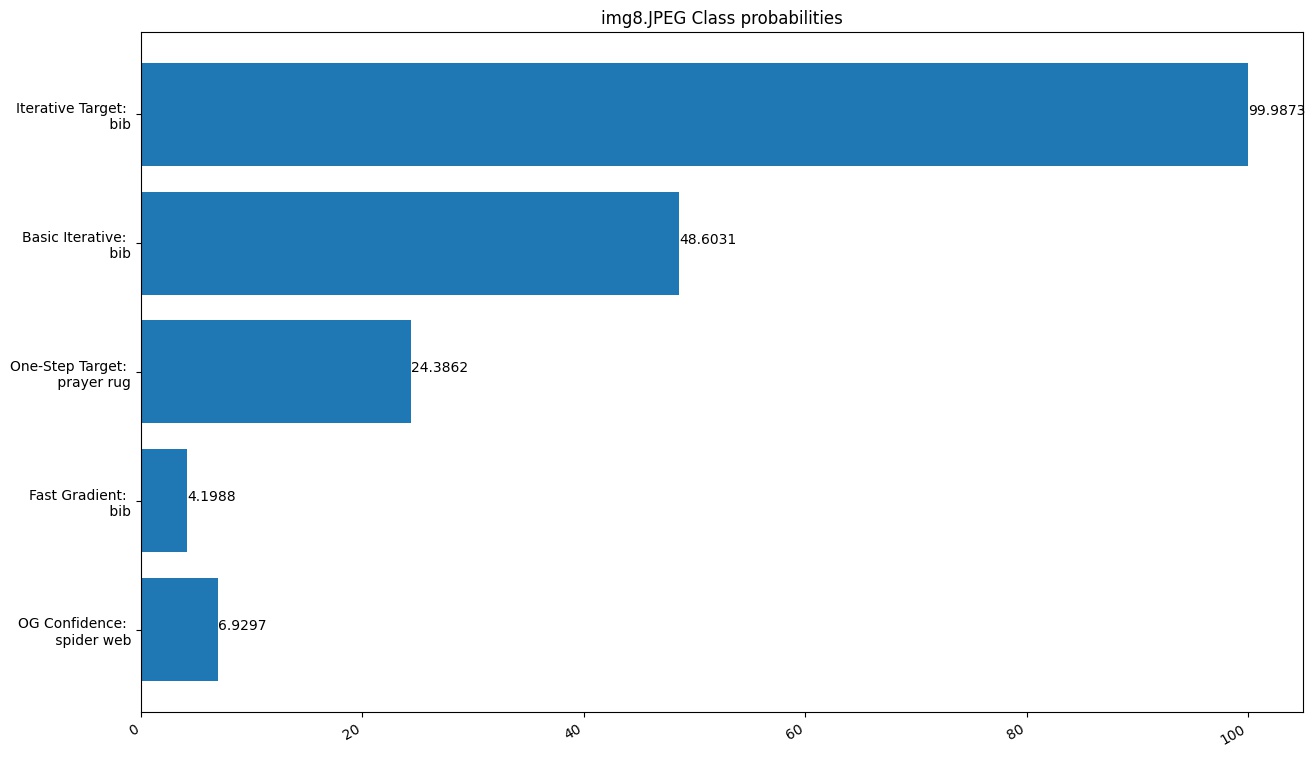 img8.JPEG Class probabilities
Iterative Target:
bib
99.9873
Basic Iterative:
bib
48.6031
One-Step Target:
prayer rug
24.3862
Fast Gradient:
bib
4.1988
OG Confidence:
spider web
6.9297
0 20 40 60 80 100